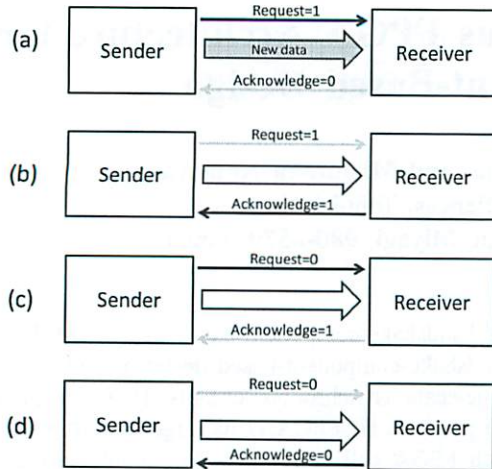 Request=1
(a) Sender New data Receiver
Acknowledge=0
Request=1
(b) Sender Receiver
Acknowledge=1
Request=0
(c) Sender Receiver
Acknowledge=1
Request=0
(d) Sender Receiver
Acknowledge=0